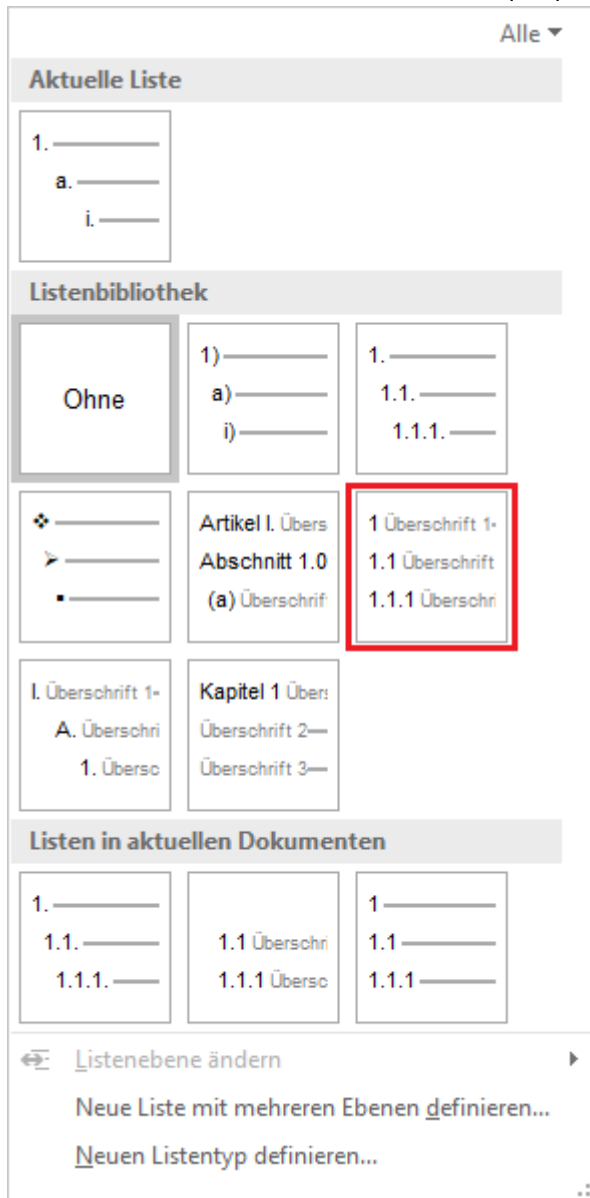 Alle
Aktuelle Liste
1.
a.
i.
Listenbibliothek
Ohne
1)
a)
i)
1.
1.1.
1.1.1.
Artikel I. Übers
Abschnitt 1.0
(a) Überschrif
1 Überschrift 1
1.1 Überschrift
1.1.1 Überschri
I. Überschrift 1
A. Überschri
1. Übersc
Kapitel 1 Übers
Überschrift 2
Überschrift 3
Listen in aktuellen Dokumenten
1.
1.1.
1.1.1.
1.1 Überschri
1.1.1 Übersc
1
1.1
1.1.1
Listenebene ändern
Neue Liste mit mehreren Ebenen definieren...
Neuen Listentyp definieren...